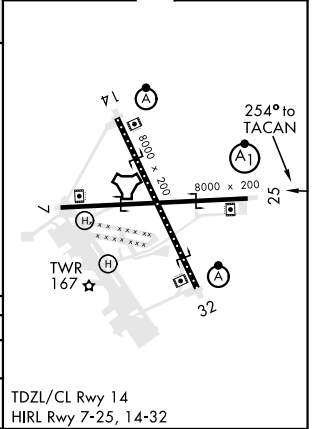 14
A
8000 x 200
254° to
TACAN
A1
8000 x 200
7
25
H
x x x x x x x
x x x x x x x
TWR
167
H
A
32
TDZL/CL Rwy 14
HIRL Rwy 7-25, 14-32